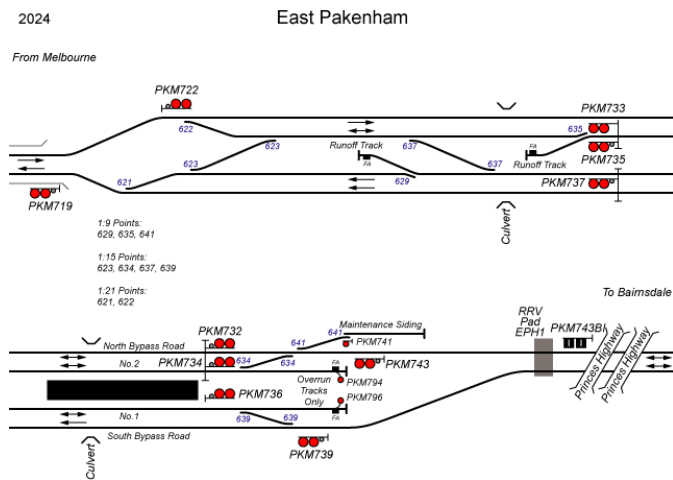 2024
East Pakenham
From Melbourne
PKM722
PKM733
622
635
623
637
Runoff Track
FA
FA
Runoff Track
PKM735
623
637
621
629
PKM737
PKM719
Culvert
1:9 Points:
629, 635, 641
1:15 Points:
623, 634, 637, 639
1:21 Points:
621, 622
To Bairnsdale
RRV
Pad
EPH1
PKM743BI
PKM732
Maintenance Siding
641
PKM741
641
North Bypass Road
No.2
PKM734
634
634
PKM743
FA
PKM794
Overrun
Tracks
Only
PKM736
PKM796
FA
No.1
639
639
South Bypass Road
Culvert
PKM739
Princes Highway
Princes Highway